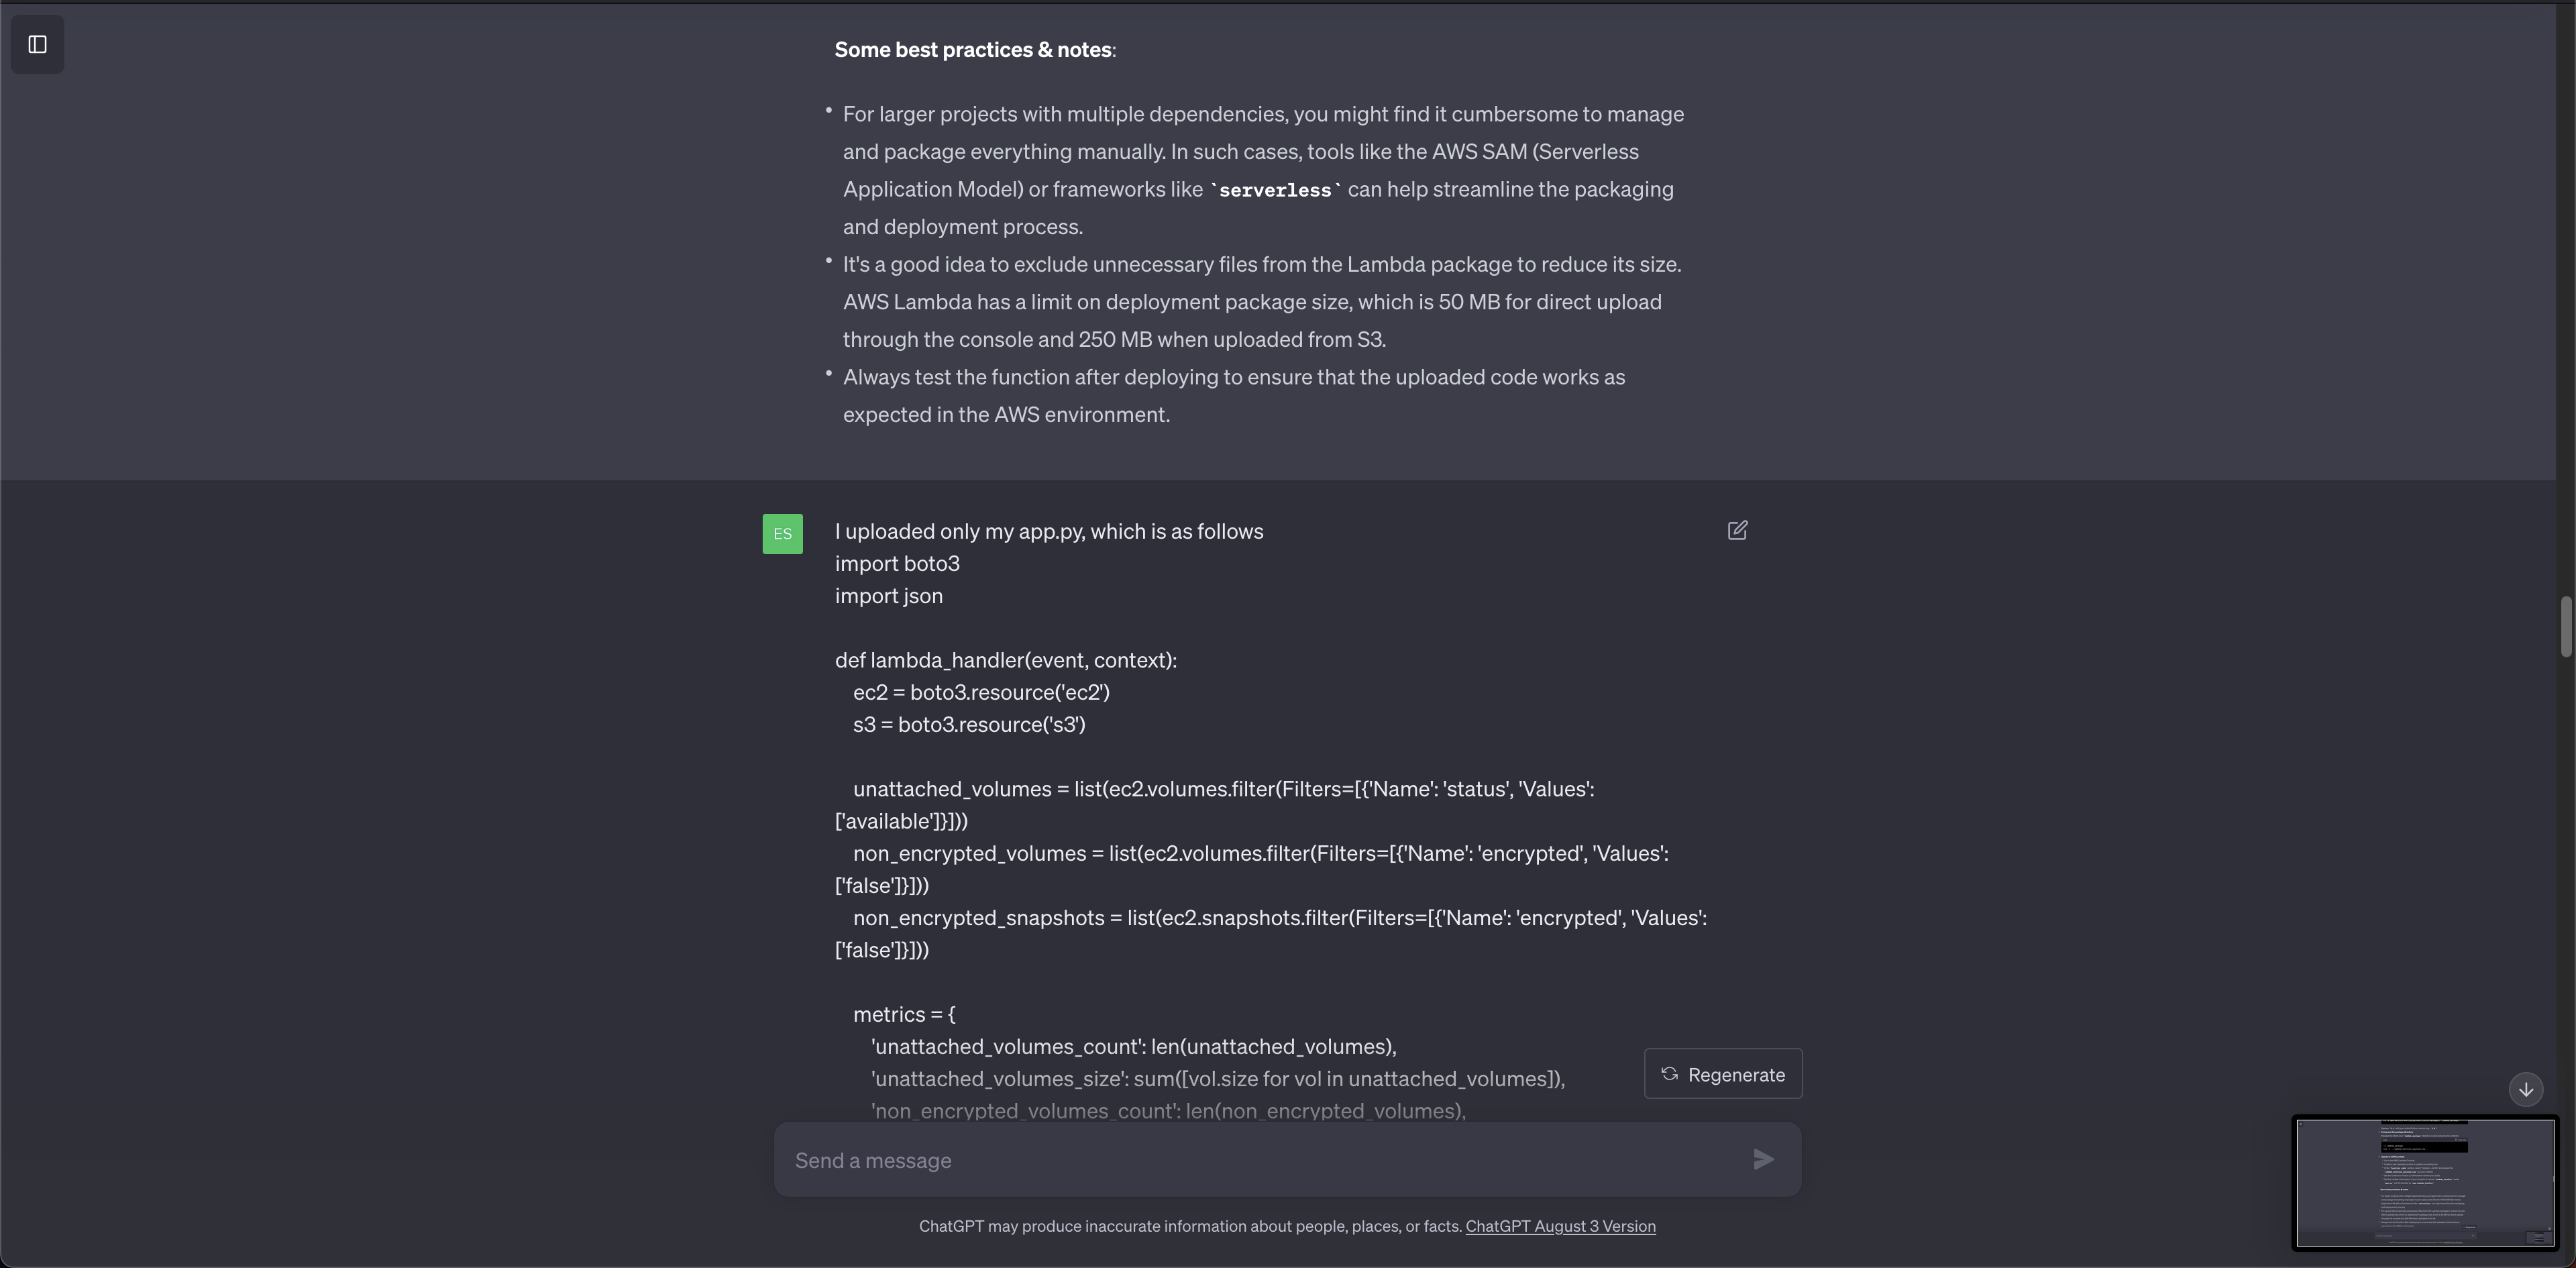 Some best practices & notes:
• For larger projects with multiple dependencies, you might find it cumbersome to manage
and package everything manually. In such cases, tools like the AWS SAM (Serverless
Application Model) or frameworks like `serverless` can help streamline the packaging
and deployment process.
• It's a good idea to exclude unnecessary files from the Lambda package to reduce its size.
AWS Lambda has a limit on deployment package size, which is 50 MB for direct upload
through the console and 250 MB when uploaded from S3.
• Always test the function after deploying to ensure that the uploaded code works as
expected in the AWS environment.
ES
I uploaded only my app.py, which is as follows
import boto3
import json
def lambda_handler(event, context):
    ec2 = boto3.resource('ec2')
    s3 = boto3.resource('s3')
    unattached_volumes = list(ec2.volumes.filter(Filters=[{'Name': 'status', 'Values':
['available']}]))
    non_encrypted_volumes = list(ec2.volumes.filter(Filters=[{'Name': 'encrypted', 'Values':
['false']}]))
    non_encrypted_snapshots = list(ec2.snapshots.filter(Filters=[{'Name': 'encrypted', 'Values':
['false']}]))
    metrics = {
        'unattached_volumes_count': len(unattached_volumes),
        'unattached_volumes_size': sum([vol.size for vol in unattached_volumes]),
        'non_encrypted_volumes_count': len(non_encrypted_volumes),
Regenerate
Send a message
ChatGPT may produce inaccurate information about people, places, or facts. ChatGPT August 3 Version